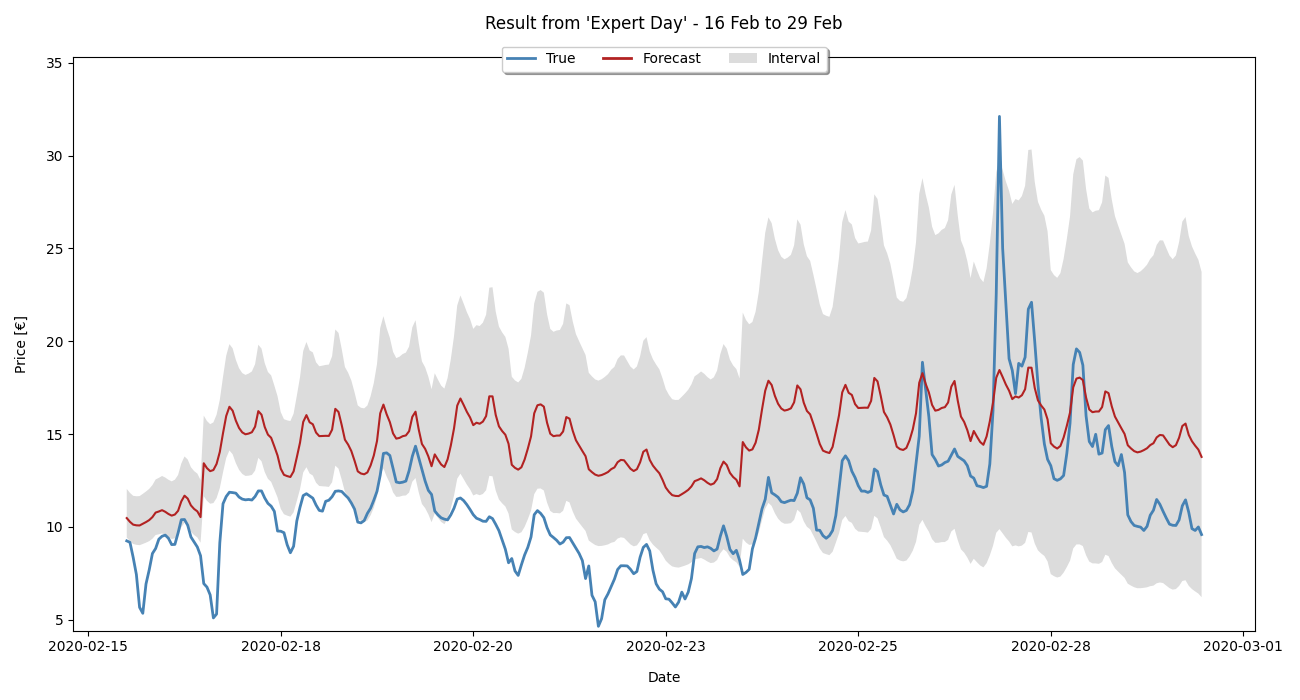 Result from 'Expert Day' - 16 Feb to 29 Feb
True Forecast Interval
35
30
25
20
15
10
5
Price [€]
2020-02-15 2020-02-18 2020-02-20 2020-02-23 2020-02-25 2020-02-28 2020-03-01
Date